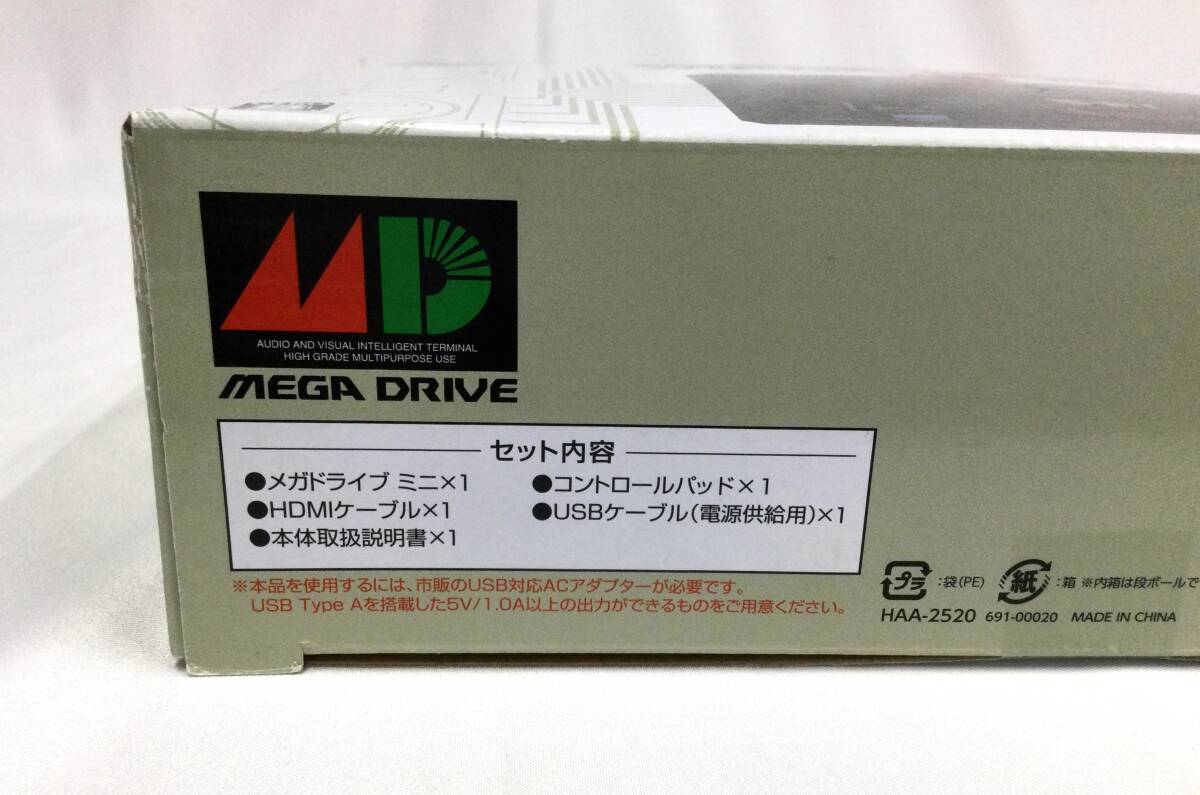 MD
AUDIO AND VISUAL INTELLIGENT TERMINAL
HIGH GRADE MULTIPURPOSE USE
MEGA DRIVE
セット内容
●メガドライブ ミニ×1
●コントロールパッド×1
●HDMIケーブル×1
●USBケーブル(電源供給用)×1
●本体取扱説明書×1
※本品を使用するには、市販のUSB対応ACアダプターが必要です。
USB Type Aを搭載した5V/1.0A以上の出力ができるものをご用意ください。
プラ :袋(PE) 紙 :箱 ※内箱は段ボールで
HAA-2520 691-00020 MADE IN CHINA